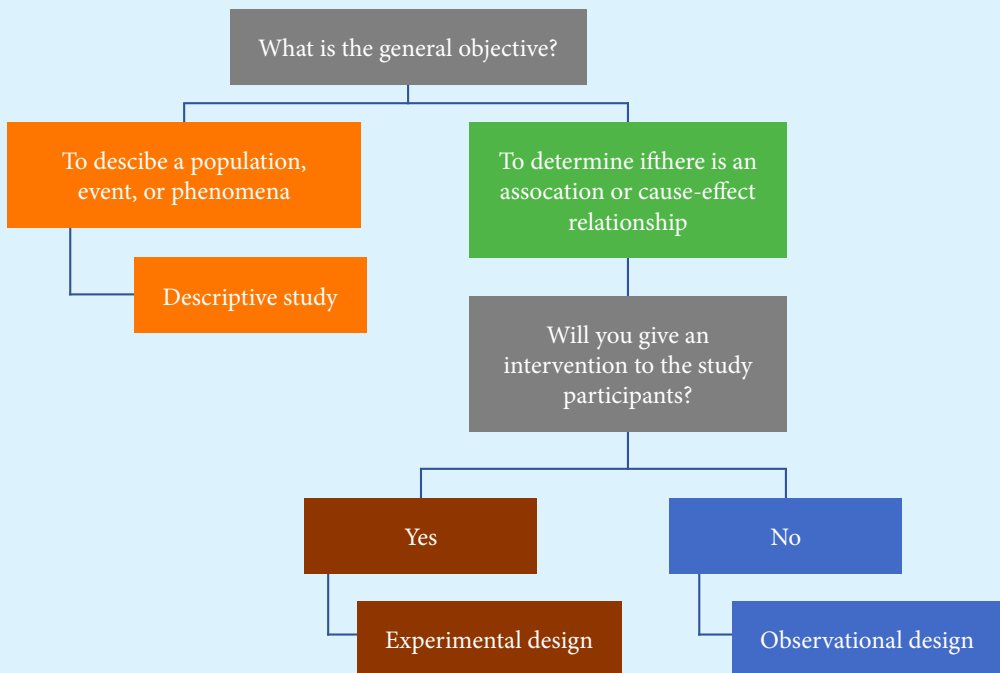 What is the general objective?
To descibe a population,
event, or phenomena
Descriptive study
To determine ifthere is an
assocation or cause-effect
relationship
Will you give an
intervention to the study
participants?
Yes
Experimental design
No
Observational design